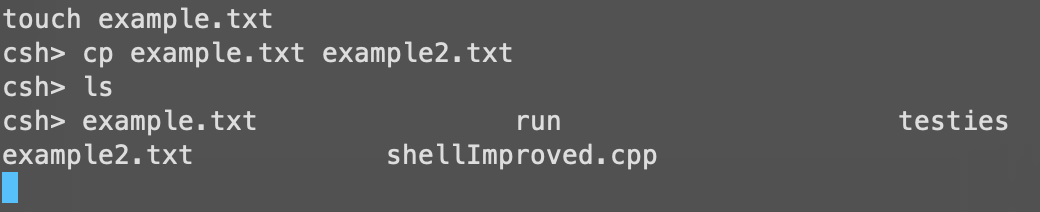 touch example.txt
csh> cp example.txt example2.txt
csh> ls
csh> example.txt run testies
example2.txt shellImproved.cpp